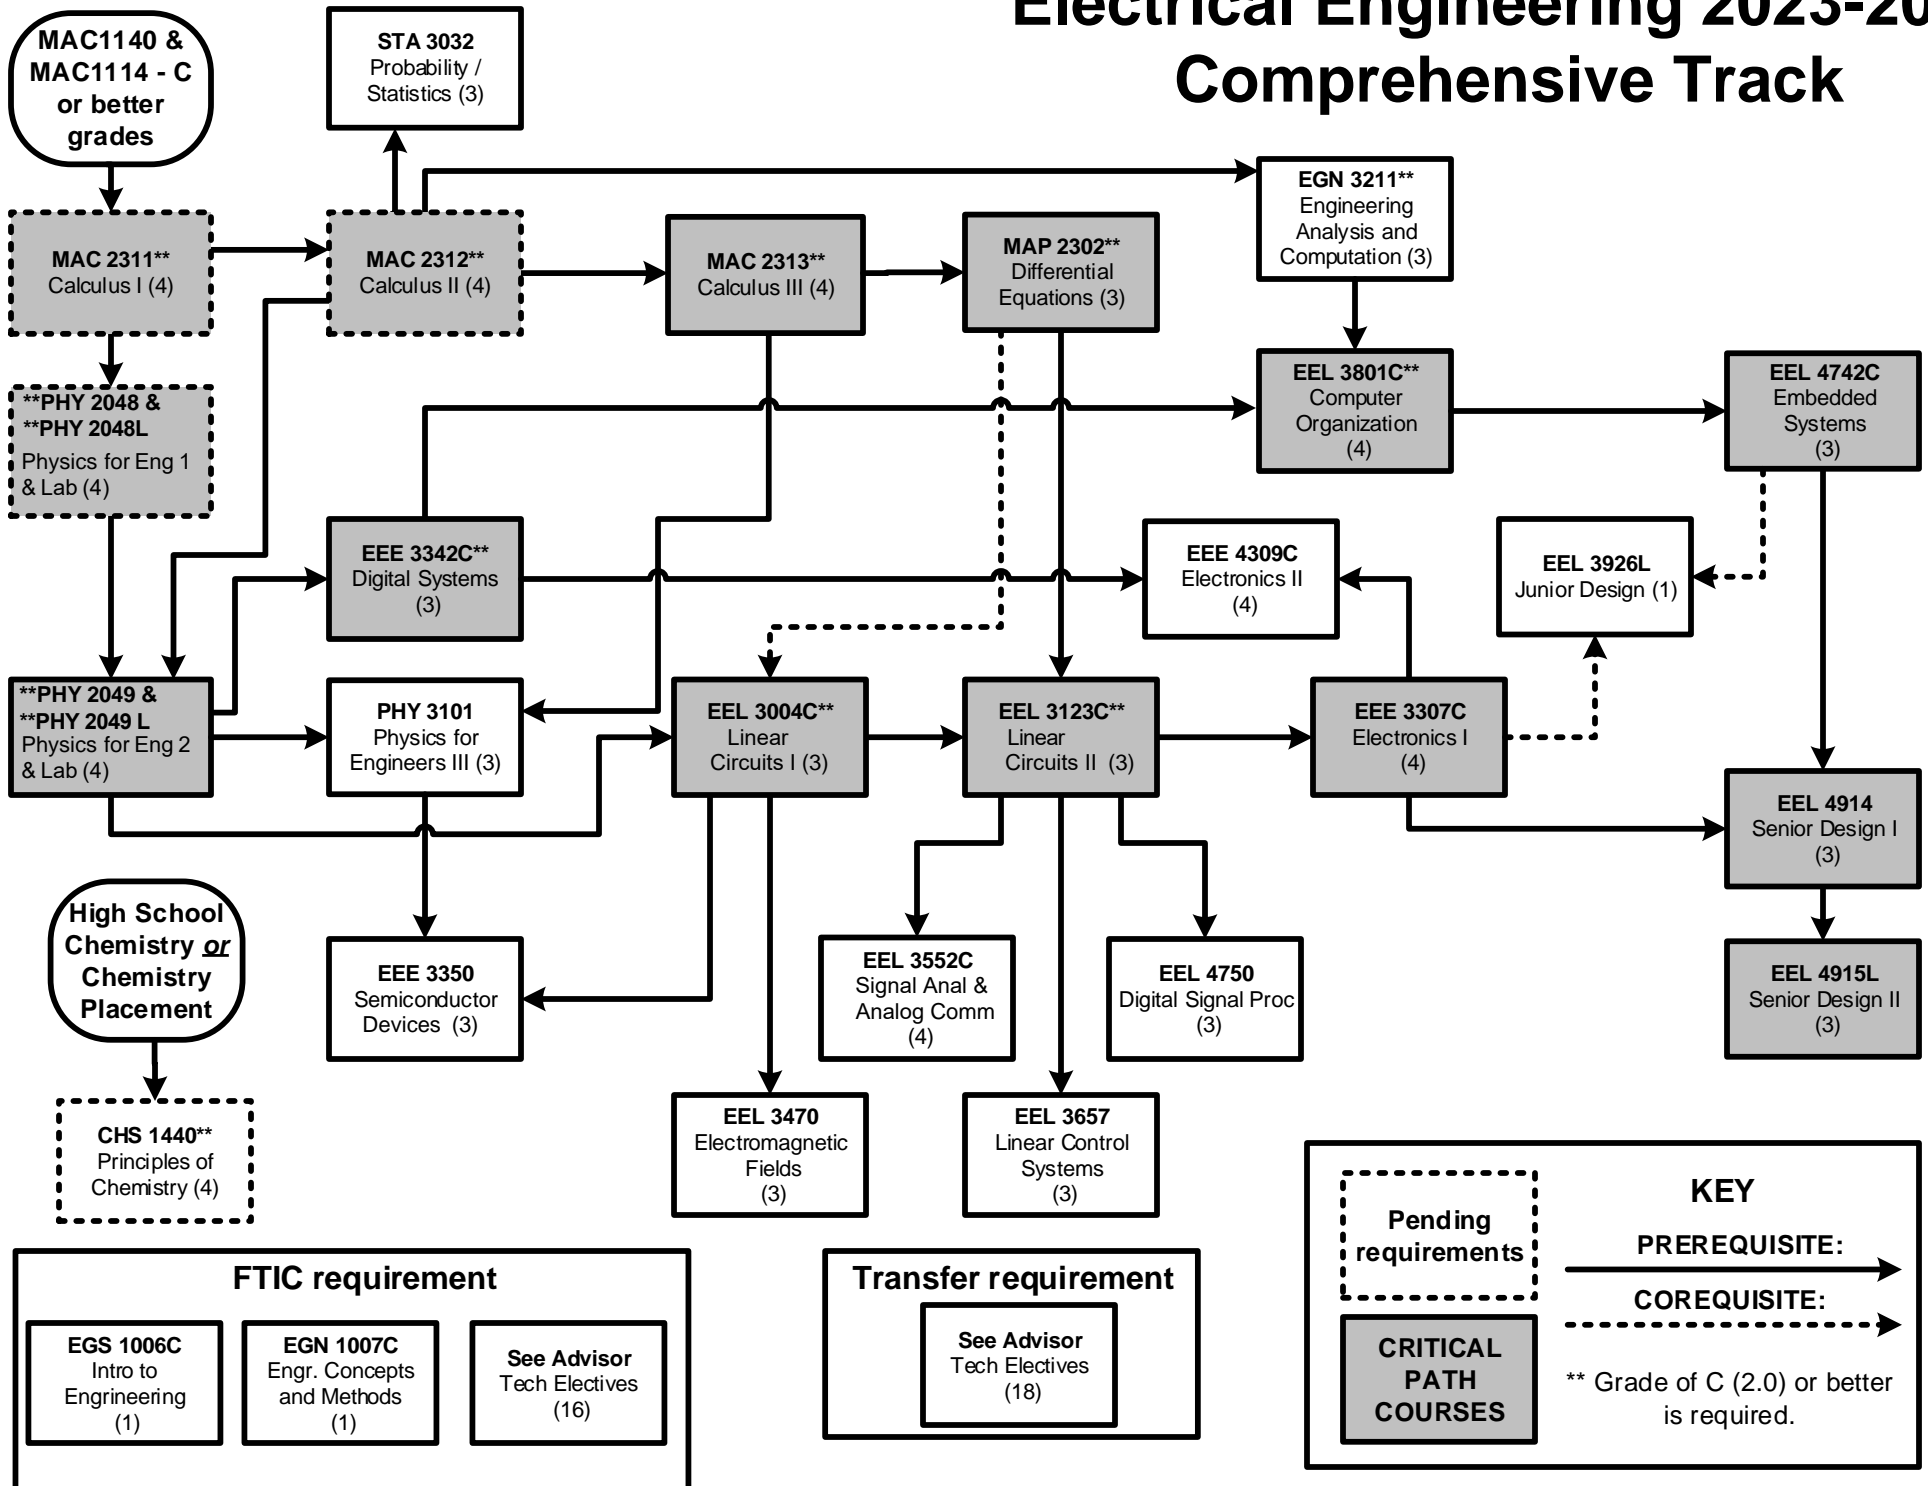 Electrical Engineering 2023-20
Comprehensive Track
MAC1140 &
MAC1114 - C
or better
grades
STA 3032
Probability /
Statistics (3)
EGN 3211**
Engineering
Analysis and
Computation (3)
MAC 2311**
Calculus I (4)
MAC 2312**
Calculus II (4)
MAC 2313**
Calculus III (4)
MAP 2302**
Differential
Equations (3)
**PHY 2048 &
**PHY 2048L
Physics for Eng 1
& Lab (4)
EEL 3801C**
Computer
Organization
(4)
EEL 4742C
Embedded
Systems
(3)
EEE 3342C**
Digital Systems
(3)
EEE 4309C
Electronics II
(4)
EEL 3926L
Junior Design (1)
**PHY 2049 &
**PHY 2049 L
Physics for Eng 2
& Lab (4)
PHY 3101
Physics for
Engineers III (3)
EEL 3004C**
Linear
Circuits I (3)
EEL 3123C**
Linear
Circuits II (3)
EEE 3307C
Electronics I
(4)
EEL 4914
Senior Design I
(3)
High School
Chemistry or
Chemistry
Placement
EEE 3350
Semiconductor
Devices (3)
EEL 3552C
Signal Anal &
Analog Comm
(4)
EEL 4750
Digital Signal Proc
(3)
EEL 4915L
Senior Design II
(3)
CHS 1440**
Principles of
Chemistry (4)
EEL 3470
Electromagnetic
Fields
(3)
EEL 3657
Linear Control
Systems
(3)
FTIC requirement
EGS 1006C
Intro to
Engrineering
(1)
EGN 1007C
Engr. Concepts
and Methods
(1)
See Advisor
Tech Electives
(16)
Transfer requirement
See Advisor
Tech Electives
(18)
KEY
Pending
requirements
PREREQUISITE:
COREQUISITE:
CRITICAL
PATH
COURSES
** Grade of C (2.0) or better
is required.